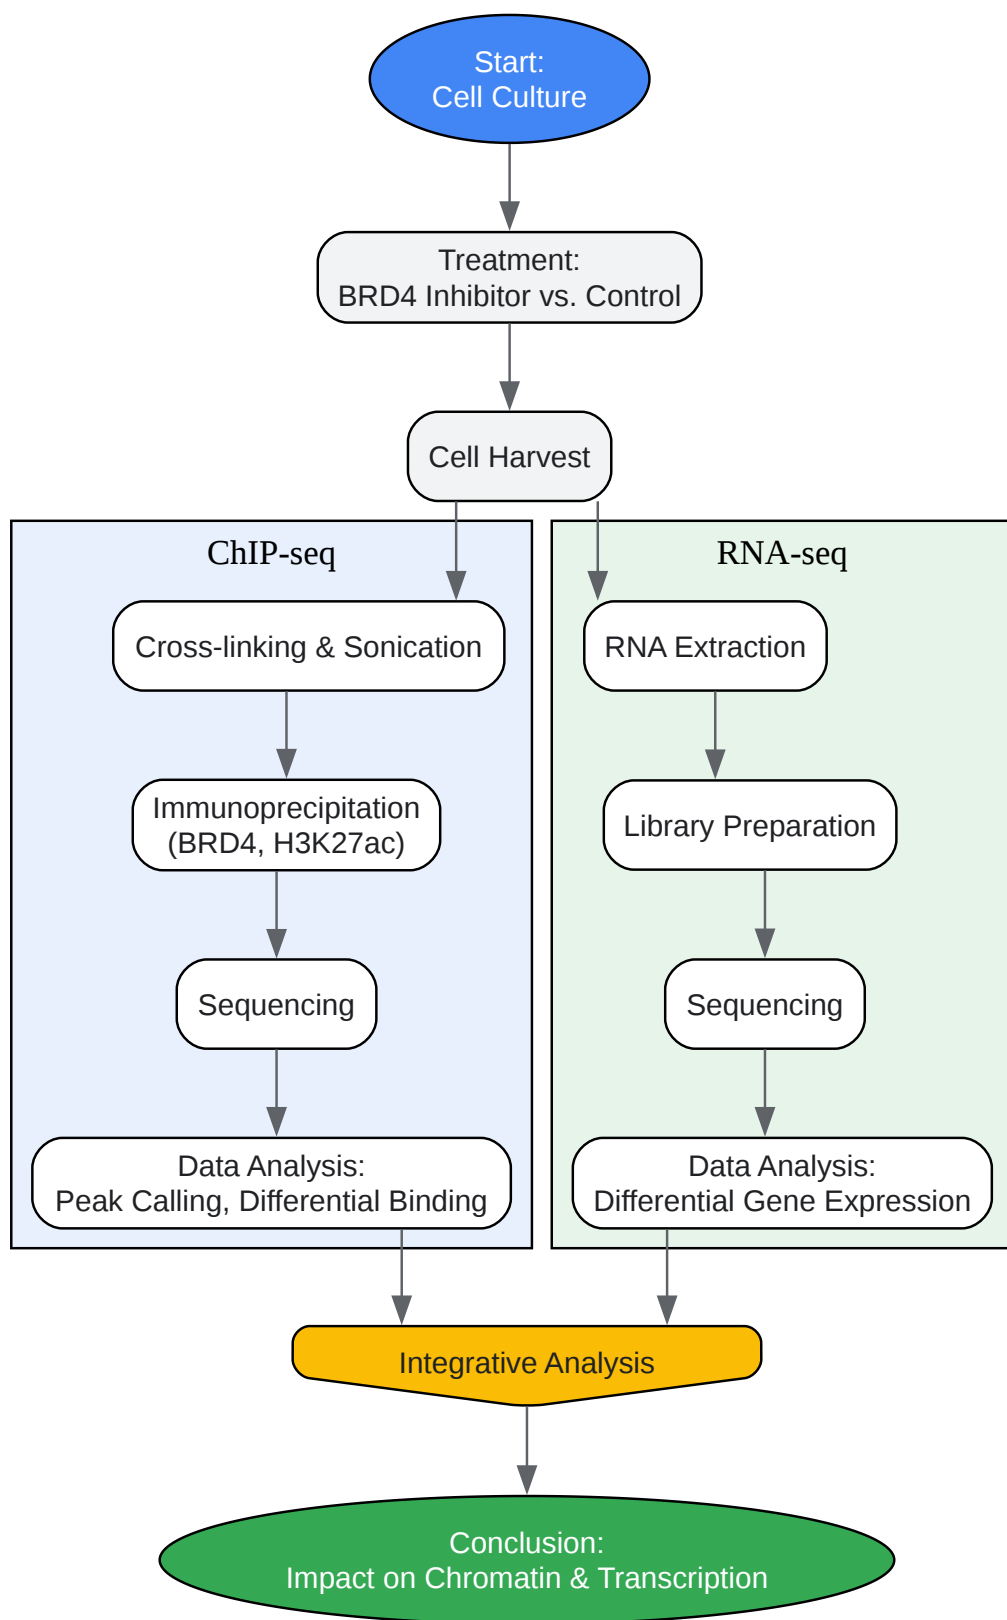 Start:
Cell Culture
Treatment:
BRD4 Inhibitor vs. Control
Cell Harvest
ChIP-seq
Cross-linking & Sonication
Immunoprecipitation
(BRD4, H3K27ac)
Sequencing
Data Analysis:
Peak Calling, Differential Binding
RNA-seq
RNA Extraction
Library Preparation
Sequencing
Data Analysis:
Differential Gene Expression
Integrative Analysis
Conclusion:
Impact on Chromatin & Transcription